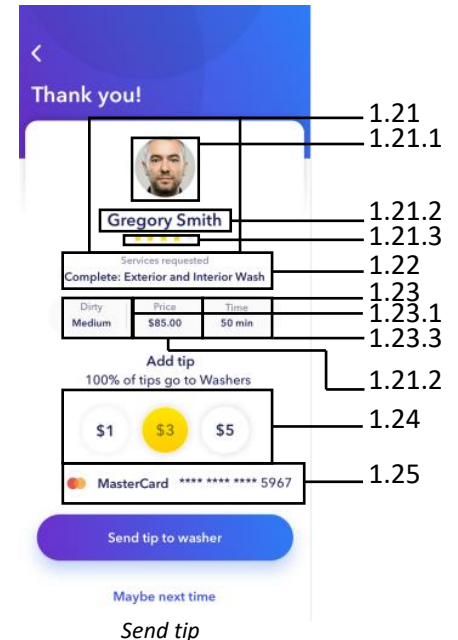 Thank you!
1.21
1.21.1
Gregory Smith
1.21.2
1.21.3
Services requested
Complete: Exterior and Interior Wash
1.22
1.23
Dirty Price Time
1.23.1
Medium $85.00 50 min
1.23.3
Add tip
100% of tips go to Washers
1.21.2
$1 $3 $5
1.24
MasterCard **** **** **** 5967
1.25
Send tip to washer
Maybe next time
Send tip